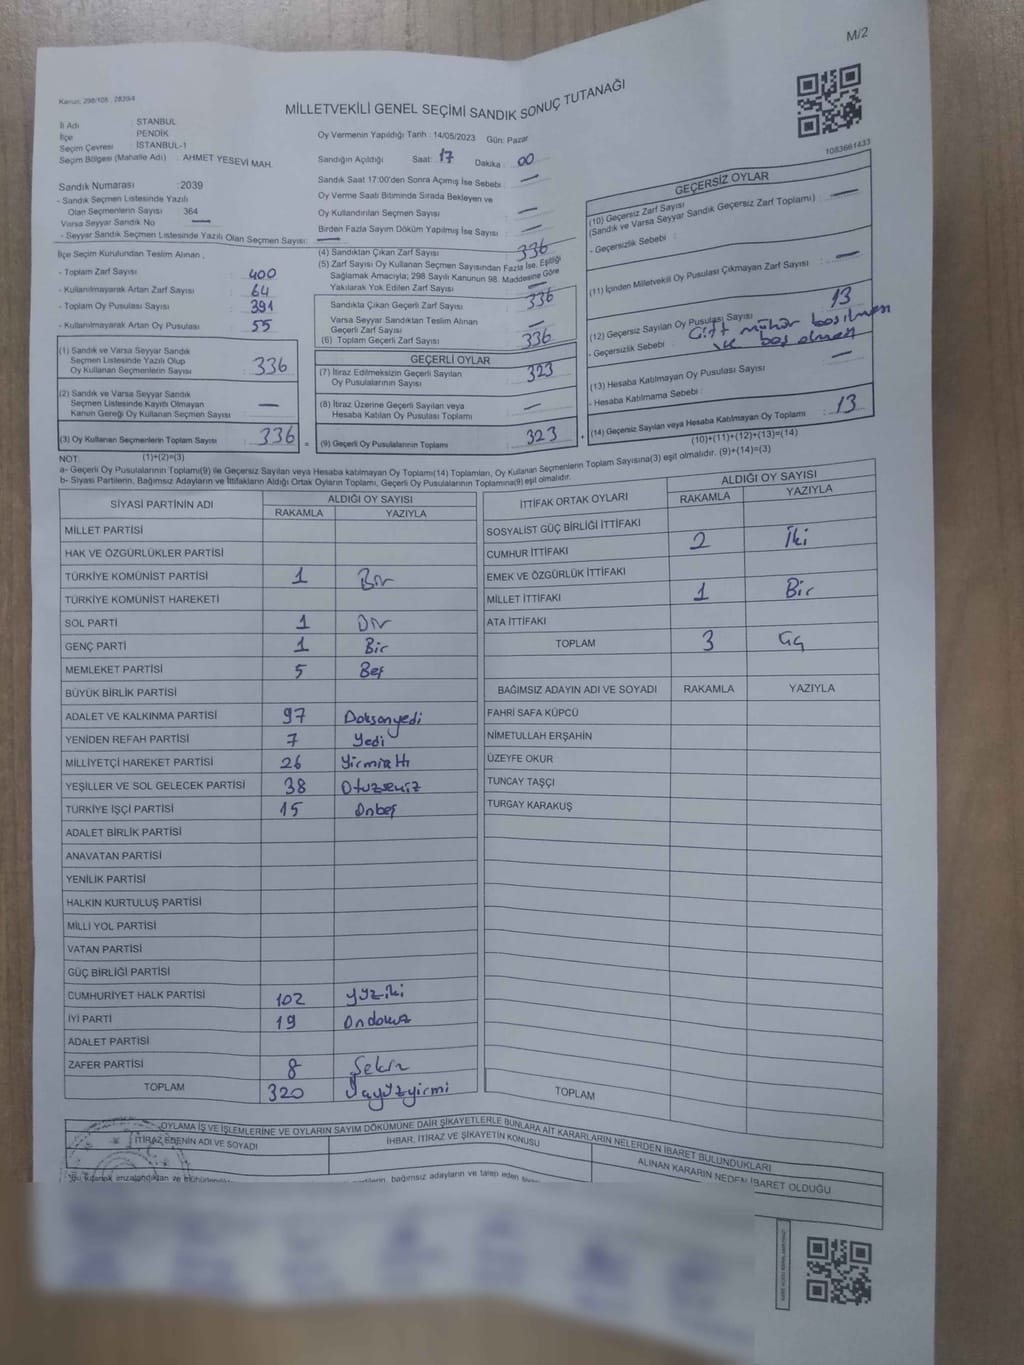 M/2
Kanun: 298/105 , 2839/4
MİLLETVEKİLİ GENEL SEÇİMİ SANDIK SONUÇ TUTANAĞI
İl Adı : STANBUL
İlçe : PENDİK
Seçim Çevresi : İSTANBUL-1
Seçim Bölgesi (Mahalle Adı) : AHMET YESEVİ MAH.
Sandık Numarası : 2039
- Sandık Seçmen Listesinde Yazılı
Olan Seçmenlerin Sayısı : 364
Varsa Seyyar Sandık No : —
- Seyyar Sandık Seçmen Listesinde Yazılı Olan Seçmen Sayısı : —
Oy Vermenin Yapıldığı Tarih : 14/05/2023 Gün: Pazar
Sandığın Açıldığı Saat: 17 Dakika : 00
Sandık Saat 17:00'den Sonra Açımış İse Sebebi : —
Oy Verme Saati Bitiminde Sırada Bekleyen ve
Oy Kullandırılan Seçmen Sayısı : —
Birden Fazla Sayım Döküm Yapılmış İse Sayısı : —
1083661433
İlçe Seçim Kurulundan Teslim Alınan ,
- Toplam Zarf Sayısı : 400
- Kullanılmayarak Artan Zarf Sayısı : 64
- Toplam Oy Pusulası Sayısı : 391
- Kullanılmayarak Artan Oy Pusulası : 55
(1) Sandık ve Varsa Seyyar Sandık
Seçmen Listesinde Yazılı Olup
Oy Kullanan Seçmenlerin Sayısı : 336
(2) Sandık ve Varsa Seyyar Sandık
Seçmen Listesinde Kayıtlı Olmayan
Kanun Gereği Oy Kullanan Seçmen Sayısı : —
(3) Oy Kullanan Seçmenlerin Toplam Sayısı : 336
(4) Sandıktan Çıkan Zarf Sayısı : 336
(5) Zarf Sayısı Oy Kullanan Seçmen Sayısından Fazla İse, Eşitliği
Sağlamak Amacıyla; 298 Sayılı Kanunun 98. Maddesine Göre
Yakılarak Yok Edilen Zarf Sayısı : —
Sandıkta Çıkan Geçerli Zarf Sayısı : 336
Varsa Seyyar Sandıktan Teslim Alınan
Geçerli Zarf Sayısı : —
(6) Toplam Geçerli Zarf Sayısı : 336
GEÇERLİ OYLAR
(7) İtiraz Edilmeksizin Geçerli Sayılan
Oy Pusulalarının Sayısı : 323
(8) İtiraz Üzerine Geçerli Sayılan veya
Hesaba Katılan Oy Pusulası Toplamı : —
= (9) Geçerli Oy Pusulalarının Toplamı : 323
GEÇERSİZ OYLAR
(10) Geçersiz Zarf Sayısı
(Sandık ve Varsa Seyyar Sandık Geçersiz Zarf Toplamı) : —
- Geçersizlik Sebebi :
(11) İçinden Milletvekili Oy Pusulası Çıkmayan Zarf Sayısı : —
(12) Geçersiz Sayılan Oy Pusulası Sayısı : 13
- Geçersizlik Sebebi : Çift mühür basılması
ve boş olması
(13) Hesaba Katılmayan Oy Pusulası Sayısı : —
- Hesaba Katılmama Sebebi :
+ (14) Geçersiz Sayılan veya Hesaba Katılmayan Oy Toplamı : 13
NOT: (1)+(2)=(3)
(10)+(11)+(12)+(13)=(14)
a- Geçerli Oy Pusulalarının Toplamı(9) ile Geçersiz Sayılan veya Hesaba katılmayan Oy Toplamı(14) Toplamları, Oy Kullanan Seçmenlerin Toplam Sayısına(3) eşit olmalıdır. (9)+(14)=(3)
b- Siyasi Partilerin, Bağımsız Adayların ve İttifakların Aldığı Ortak Oyların Toplamı, Geçerli Oy Pusulalarının Toplamına(9) eşit olmalıdır.
SİYASİ PARTİNİN ADI ALDIĞI OY SAYISI
RAKAMLA YAZIYLA
MİLLET PARTİSİ
HAK VE ÖZGÜRLÜKLER PARTİSİ
TÜRKİYE KOMÜNİST PARTİSİ 1 Bir
TÜRKİYE KOMÜNİST HAREKETİ
SOL PARTİ 1 Bir
GENÇ PARTİ 1 Bir
MEMLEKET PARTİSİ 5 Beş
BÜYÜK BİRLİK PARTİSİ
ADALET VE KALKINMA PARTİSİ 97 Doksanyedi
YENİDEN REFAH PARTİSİ 7 Yedi
MİLLİYETÇİ HAREKET PARTİSİ 26 Yirmialtı
YEŞİLLER VE SOL GELECEK PARTİSİ 38 Otuzsekiz
TÜRKİYE İŞÇİ PARTİSİ 15 Onbeş
ADALET BİRLİK PARTİSİ
ANAVATAN PARTİSİ
YENİLİK PARTİSİ
HALKIN KURTULUŞ PARTİSİ
MİLLİ YOL PARTİSİ
VATAN PARTİSİ
GÜÇ BİRLİĞİ PARTİSİ
CUMHURİYET HALK PARTİSİ 102 Yüziki
İYİ PARTİ 19 Ondokuz
ADALET PARTİSİ
ZAFER PARTİSİ 8 Sekiz
TOPLAM 320 Üçyüzyirmi
İTTİFAK ORTAK OYLARI ALDIĞI OY SAYISI
RAKAMLA YAZIYLA
SOSYALİST GÜÇ BİRLİĞİ İTTİFAKI
CUMHUR İTTİFAKI 2 İki
EMEK VE ÖZGÜRLÜK İTTİFAKI
MİLLET İTTİFAKI 1 Bir
ATA İTTİFAKI
TOPLAM 3 Üç
BAĞIMSIZ ADAYIN ADI VE SOYADI RAKAMLA YAZIYLA
FAHRİ SAFA KÜPCÜ
NİMETULLAH ERŞAHİN
ÜZEYFE OKUR
TUNCAY TAŞÇI
TURGAY KARAKUŞ
TOPLAM
OYLAMA İŞ VE İŞLEMLERİNE VE OYLARIN SAYIM DÖKÜMÜNE DAİR ŞİKAYETLERLE BUNLARA AİT KARARLARIN NELERDEN İBARET BULUNDUKLARI
İTİRAZ EDENİN ADI VE SOYADI İHBAR, İTİRAZ VE ŞİKAYETİN KONUSU ALINAN KARARIN NEDEN İBARET OLDUĞU
bağımsız adayların ve talep eden